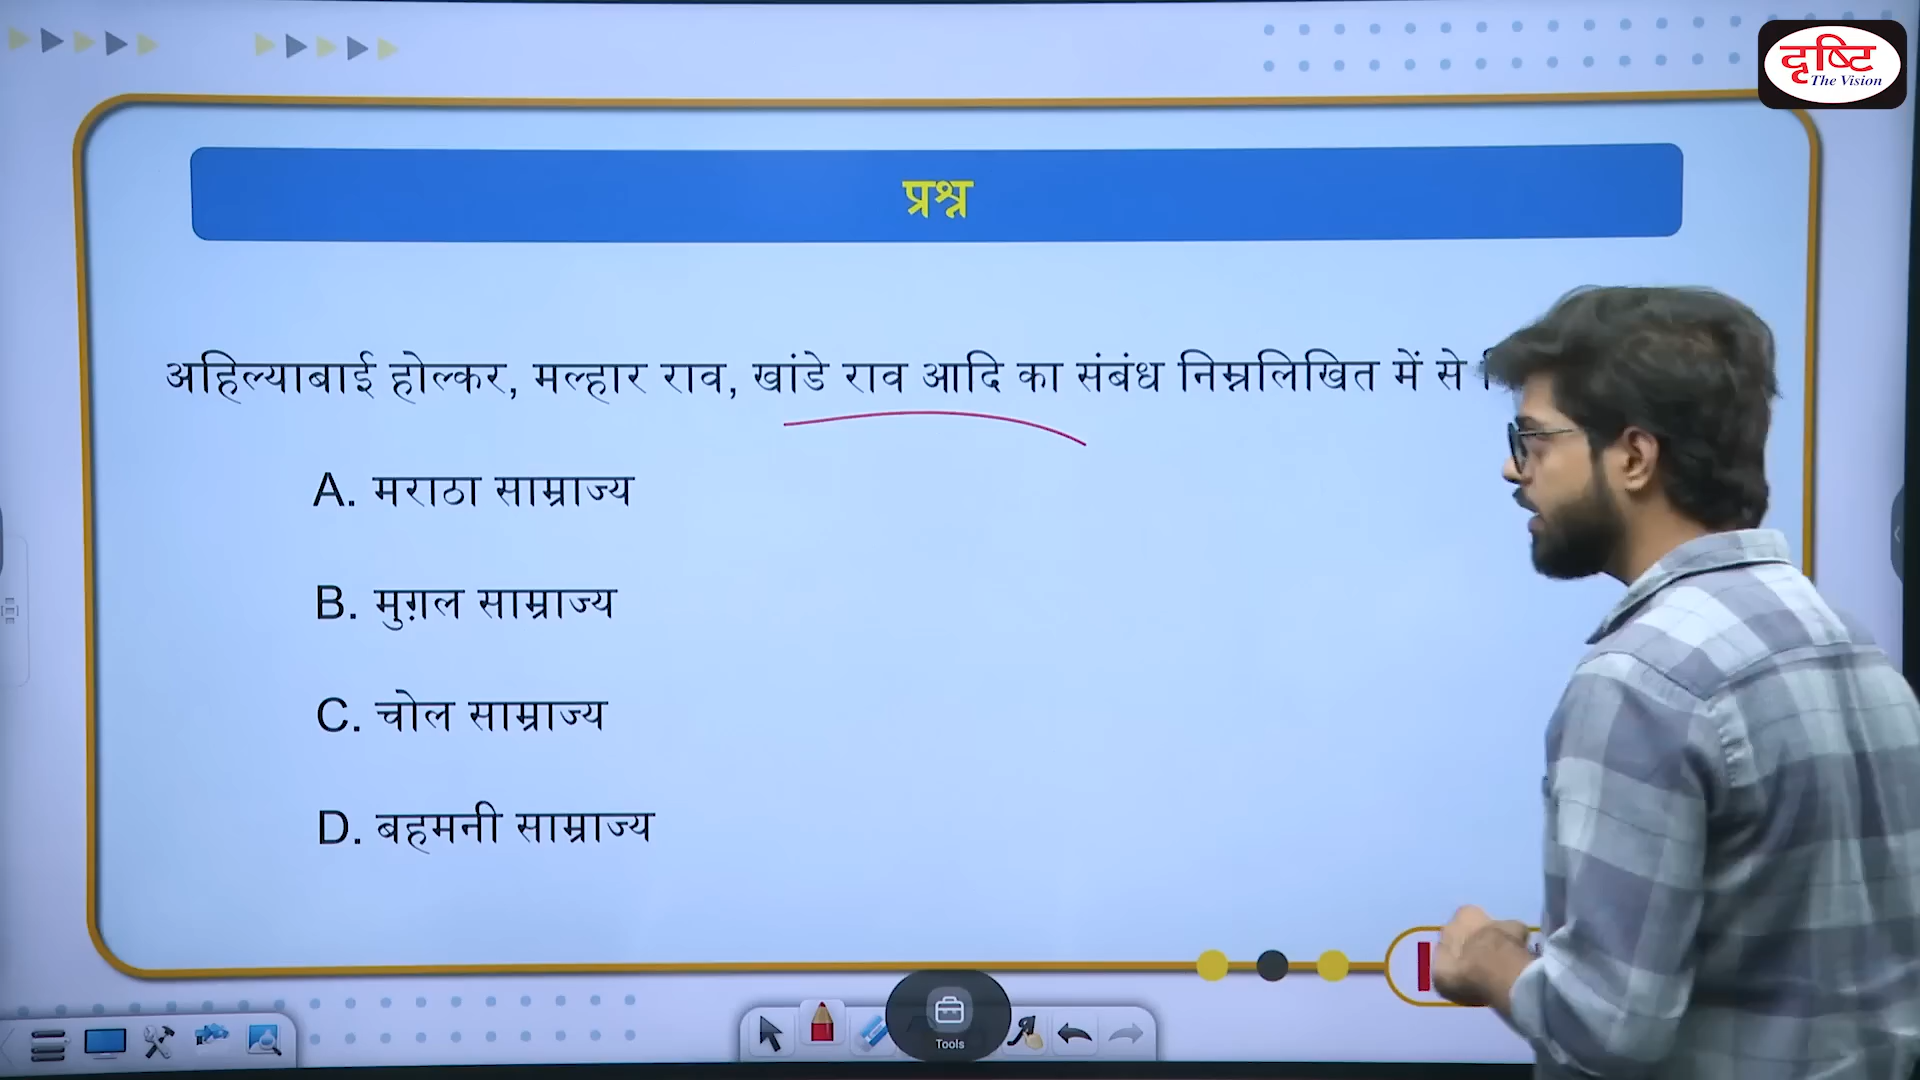 दृष्टि
The Vision
प्रश्न
अहिल्याबाई होल्कर, मल्हार राव, खांडे राव आदि का संबंध निम्नलिखित में से
A. मराठा साम्राज्य
B. मुग़ल साम्राज्य
C. चोल साम्राज्य
D. बहमनी साम्राज्य
Tools